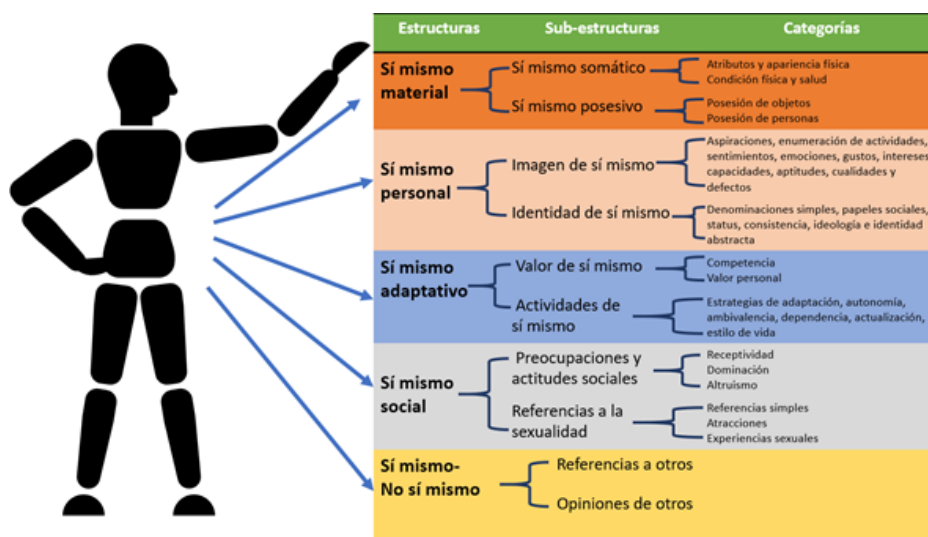 Estructuras Sub-estructuras Categorías
Sí mismo
material
Sí mismo somático
Atributos y apariencia física
Condición física y salud
Sí mismo posesivo
Posesión de objetos
Posesión de personas
Sí mismo
personal
Imagen de sí mismo
Aspiraciones, enumeración de actividades,
sentimientos, emociones, gustos, intereses
capacidades, aptitudes, cualidades y
defectos
Identidad de sí mismo
Denominaciones simples, papeles sociales,
status, consistencia, ideología e identidad
abstracta
Sí mismo
adaptativo
Valor de sí mismo
Competencia
Valor personal
Actividades de
sí mismo
Estrategias de adaptación, autonomía,
ambivalencia, dependencia, actualización,
estilo de vida
Sí mismo
social
Preocupaciones y
actitudes sociales
Receptividad
Dominación
Altruismo
Referencias a la
sexualidad
Referencias simples
Atracciones
Experiencias sexuales
Sí mismo-
No sí mismo
Referencias a otros
Opiniones de otros